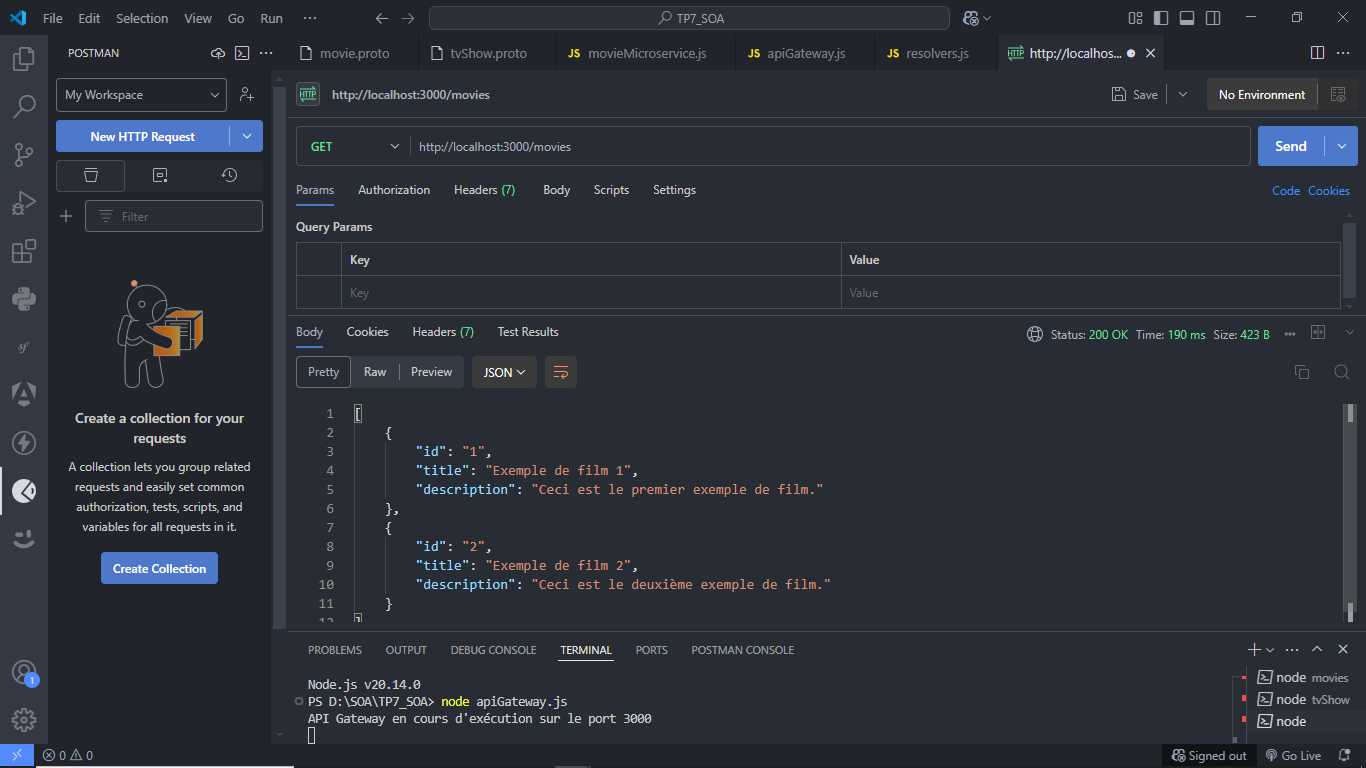 File Edit Selection View Go Run ···
TP7_SOA
POSTMAN
movie.proto
tvShow.proto
JS movieMicroservice.js
JS apiGateway.js
JS resolvers.js
HTTP http://localhos...
My Workspace
New HTTP Request
Filter
Create a collection for your
requests
A collection lets you group related
requests and easily set common
authorization, tests, scripts, and
variables for all requests in it.
Create Collection
HTTP http://localhost:3000/movies
Save
No Environment
GET http://localhost:3000/movies
Send
Params Authorization Headers (7) Body Scripts Settings
Code Cookies
Query Params
Key Value
Key Value
Body Cookies Headers (7) Test Results
Status: 200 OK Time: 190 ms Size: 423 B
Pretty Raw Preview JSON
1 [
2 {
3 "id": "1",
4 "title": "Exemple de film 1",
5 "description": "Ceci est le premier exemple de film."
6 },
7 {
8 "id": "2",
9 "title": "Exemple de film 2",
10 "description": "Ceci est le deuxième exemple de film."
11 }
12 ]
PROBLEMS OUTPUT DEBUG CONSOLE TERMINAL PORTS POSTMAN CONSOLE
Node.js v20.14.0
PS D:\SOA\TP7_SOA> node apiGateway.js
API Gateway en cours d'exécution sur le port 3000
node movies
node tvShow
node
sf
1
0 0
Signed out
Go Live